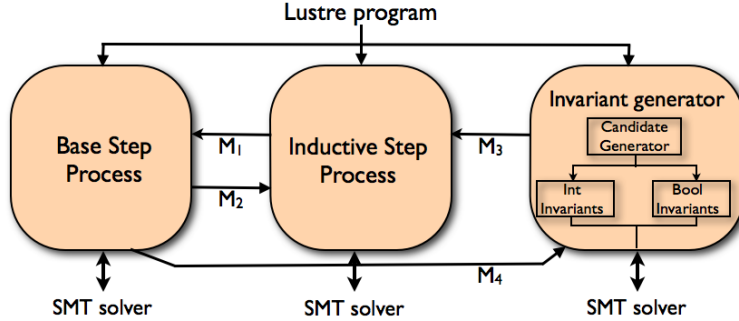 Lustre program
Base Step
Process
M1
M2
Inductive Step
Process
M3
Invariant generator
Candidate
Generator
Int
Invariants
Bool
Invariants
M4
SMT solver
SMT solver
SMT solver